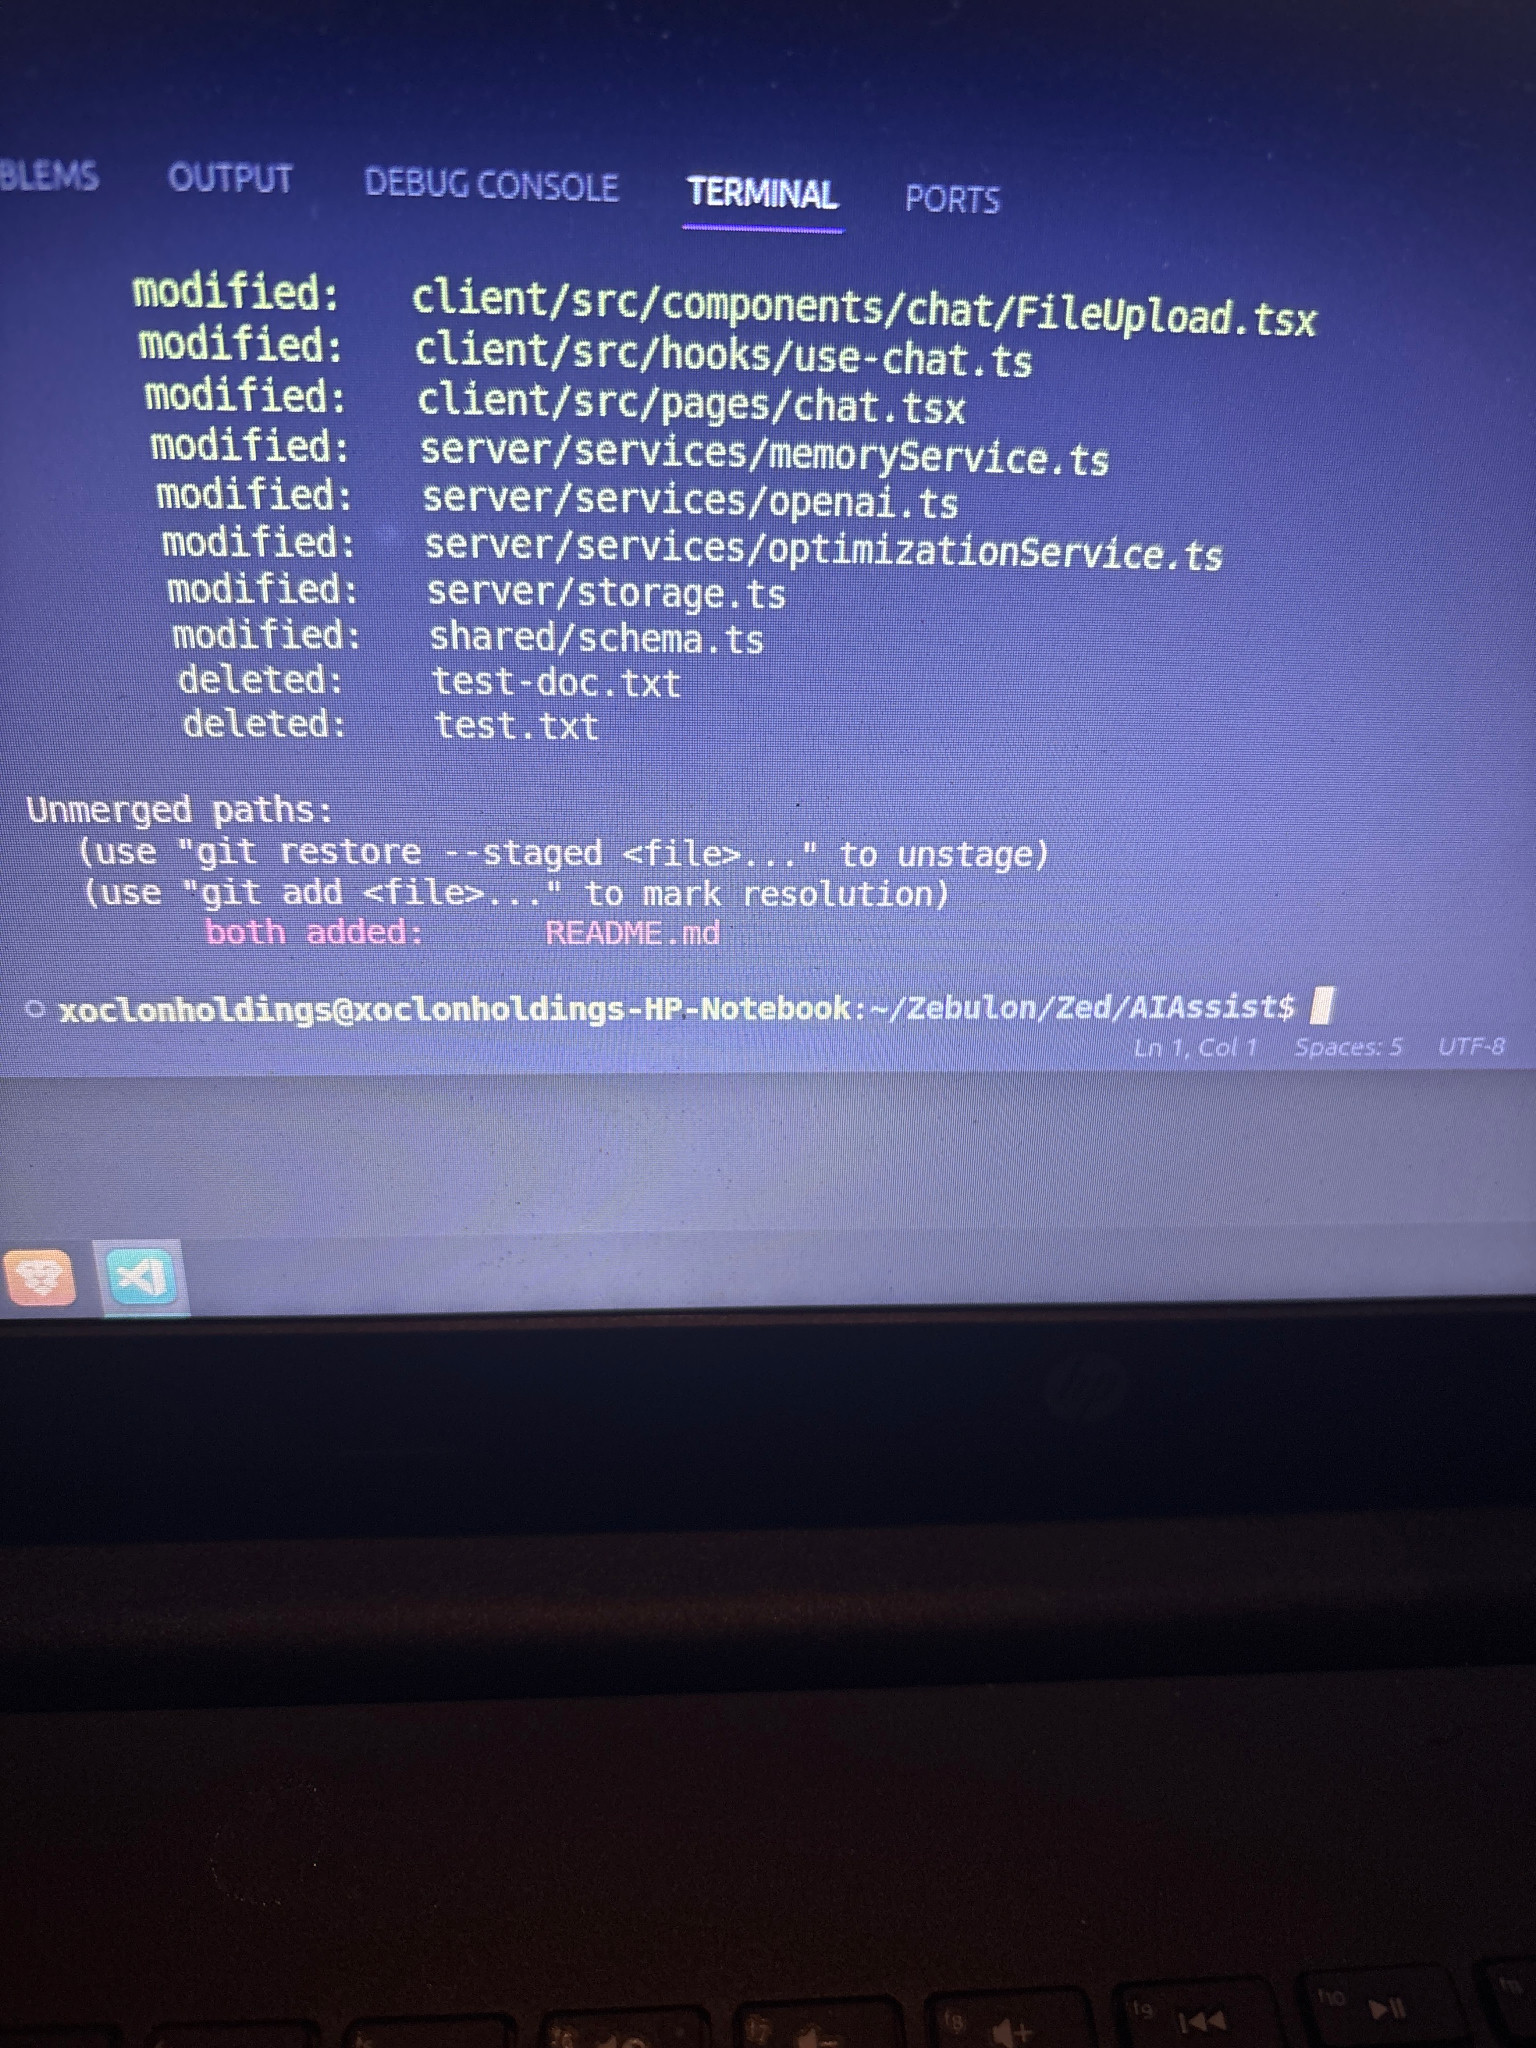 BLEMS OUTPUT DEBUG CONSOLE TERMINAL PORTS
modified: client/src/components/chat/FileUpload.tsx
modified: client/src/hooks/use-chat.ts
modified: client/src/pages/chat.tsx
modified: server/services/memoryService.ts
modified: server/services/openai.ts
modified: server/services/optimizationService.ts
modified: server/storage.ts
modified: shared/schema.ts
deleted: test-doc.txt
deleted: test.txt
Unmerged paths:
(use "git restore --staged <file>..." to unstage)
(use "git add <file>..." to mark resolution)
both added: README.md
xoclonholdings@xoclonholdings-HP-Notebook:~/Zebulon/Zed/AIAssist$
Ln 1, Col 1 Spaces: 5 UTF-8
hp
f8 f9 f10